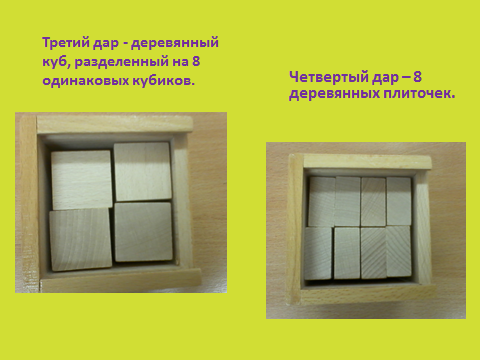 Третий дар - деревянный
куб, разделенный на 8
одинаковых кубиков.
Четвертый дар – 8
деревянных плиточек.